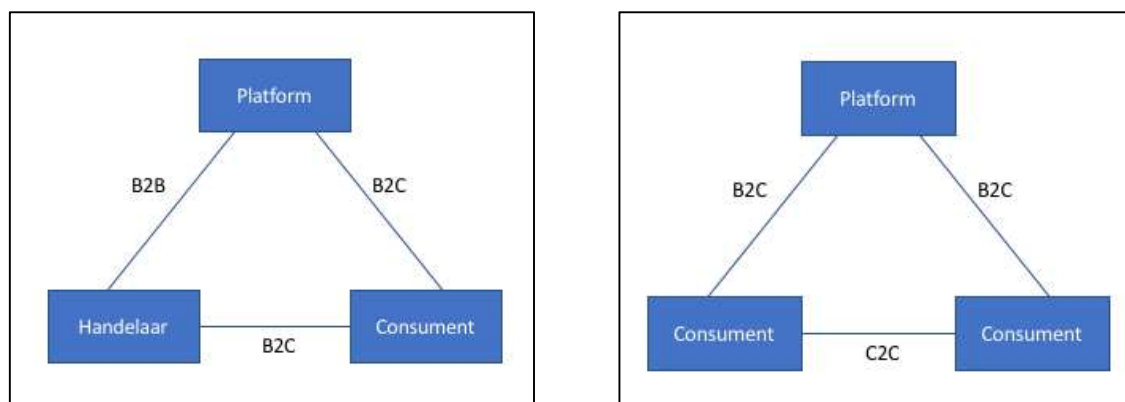 Platform
B2B
B2C
Handelaar
Consument
B2C
Platform
B2C
B2C
Consument
Consument
C2C